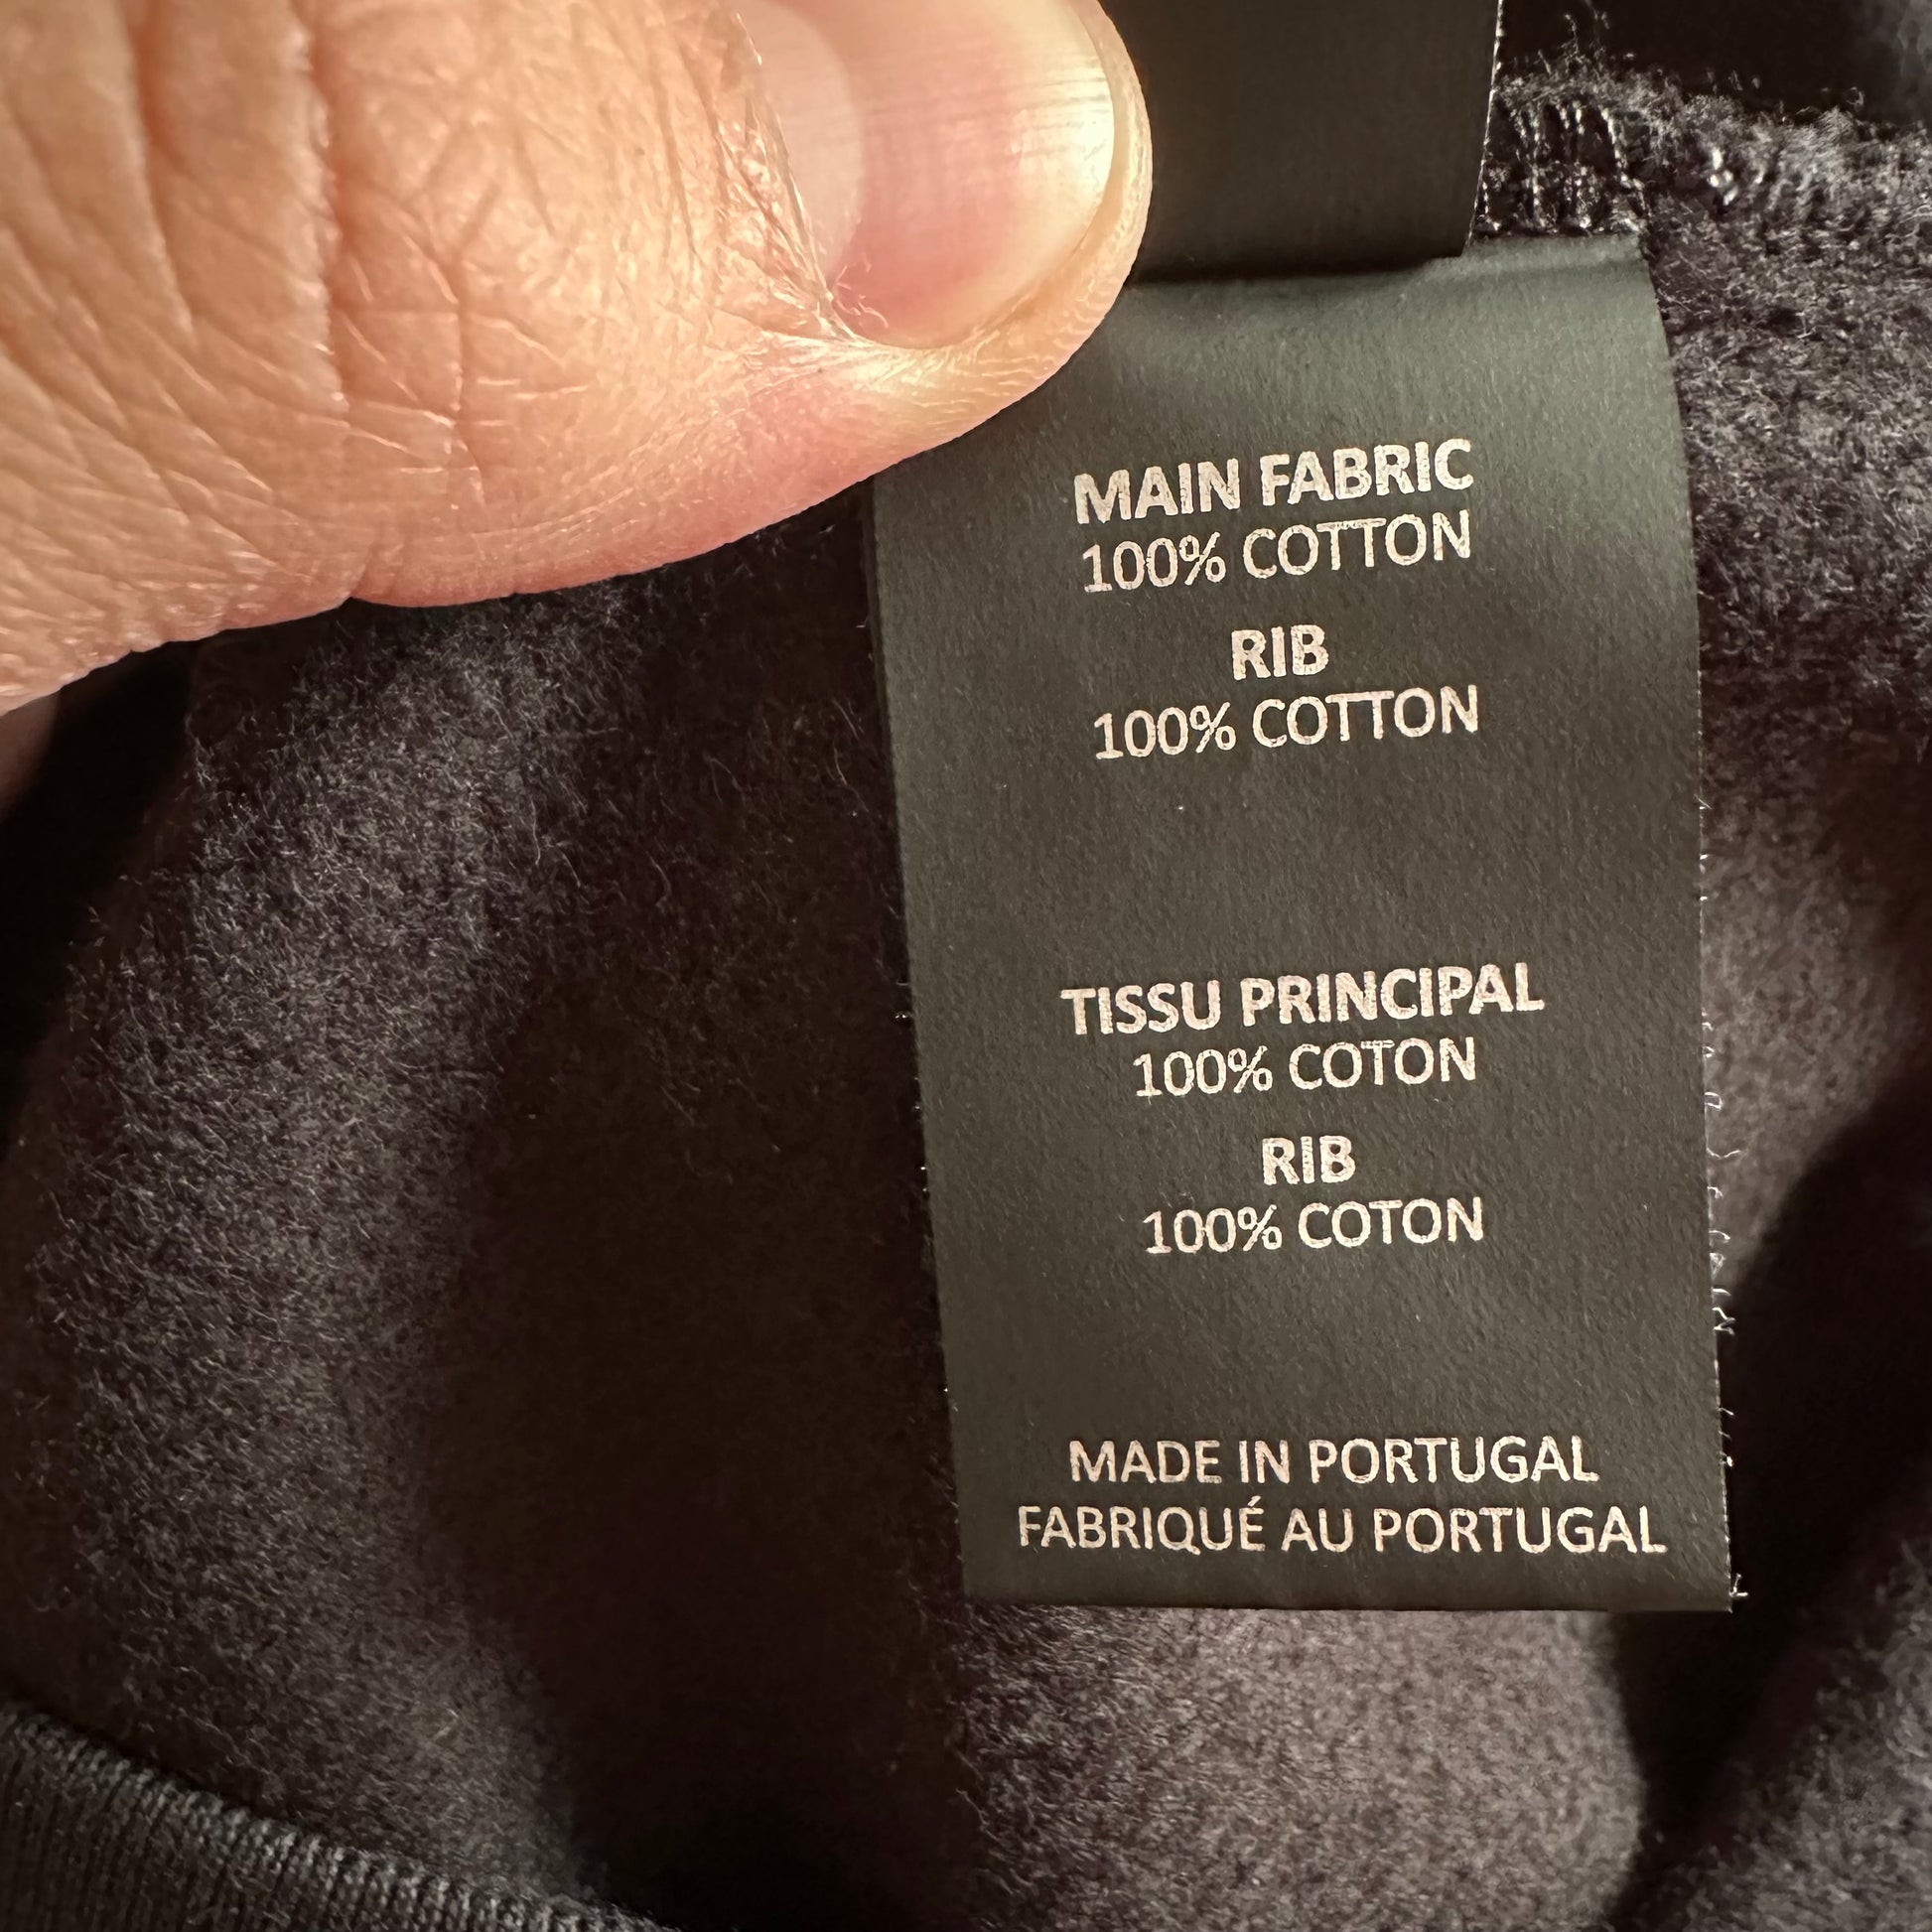 MAIN FABRIC
100% COTTON
RIB
100% COTTON
TISSU PRINCIPAL
100% COTON
RIB
100% COTON
MADE IN PORTUGAL
FABRIQUÉ AU PORTUGAL